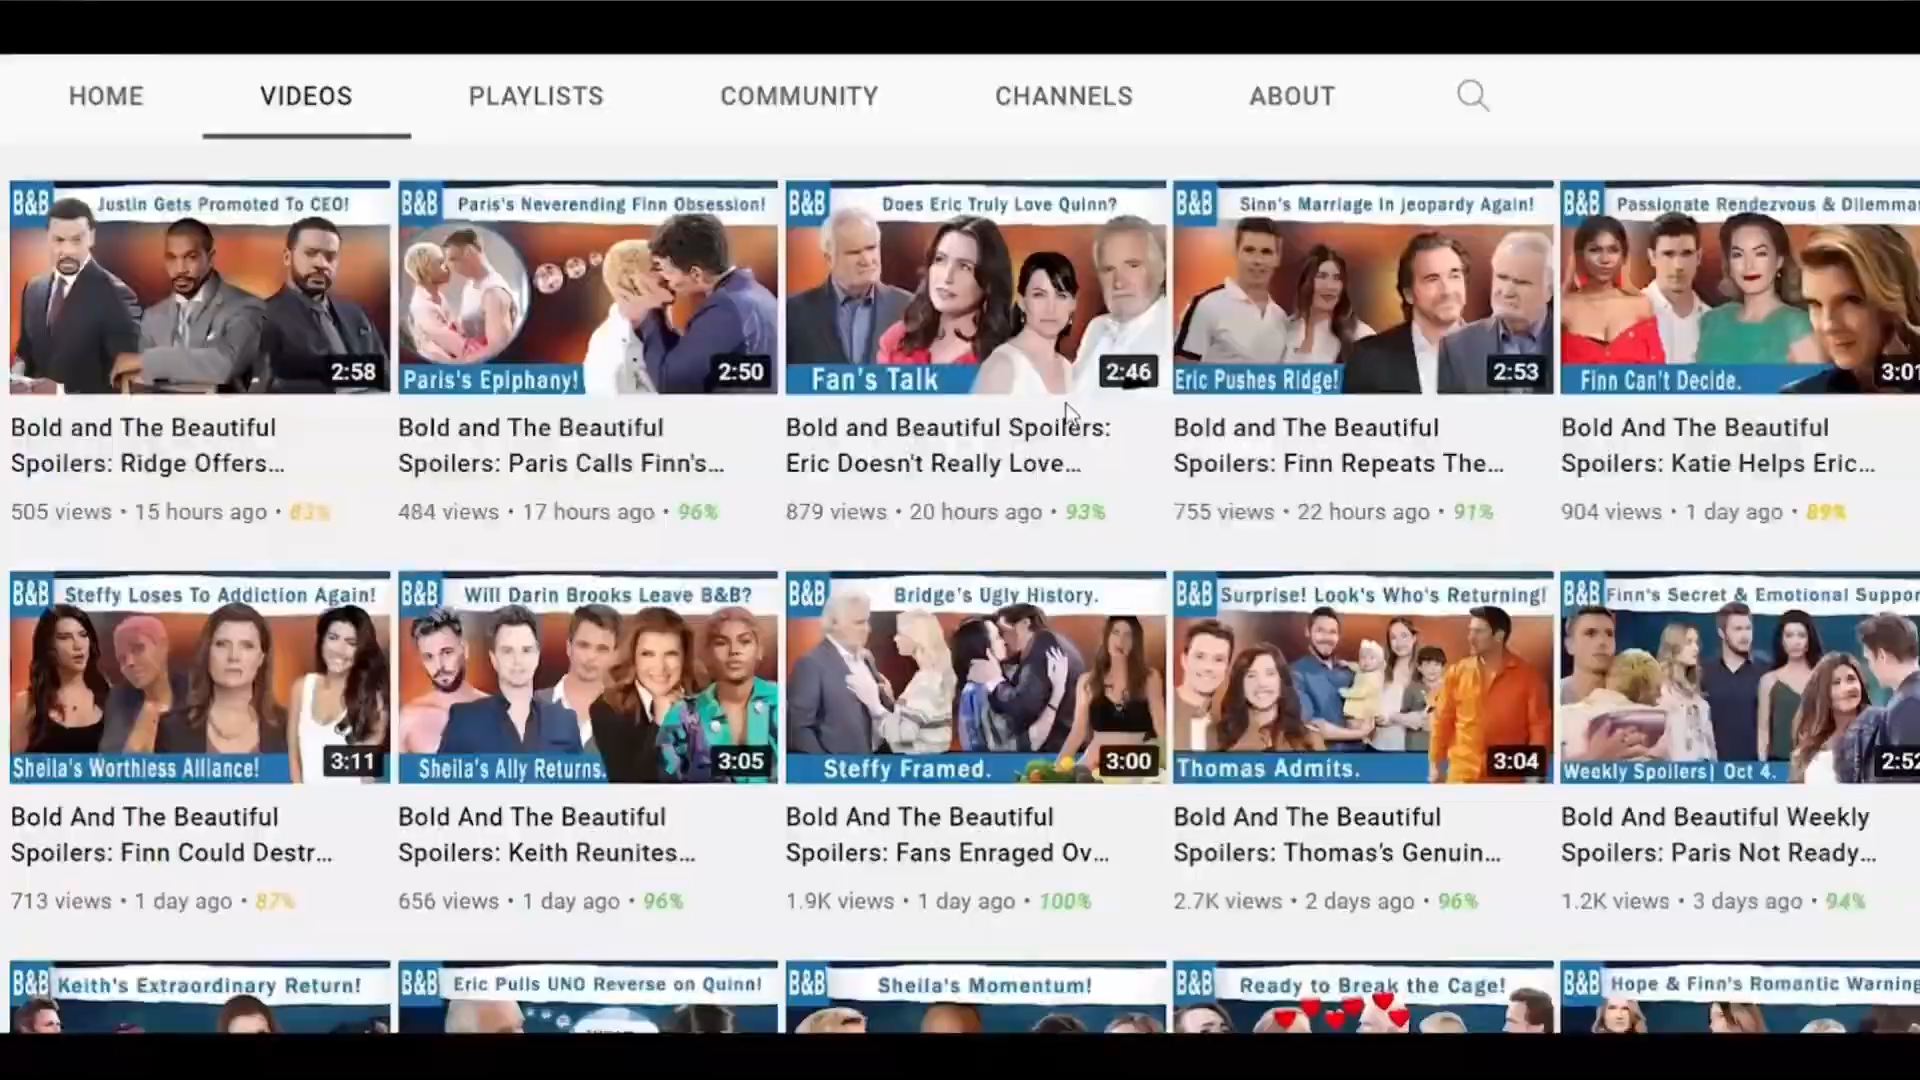 HOME VIDEOS PLAYLISTS COMMUNITY CHANNELS ABOUT
B&B Justin Gets Promoted To CEO!
2:58
Bold and The Beautiful
Spoilers: Ridge Offers...
505 views • 15 hours ago • 83%
B&B Paris's Neverending Finn Obsession!
Paris's Epiphany!
2:50
Bold and The Beautiful
Spoilers: Paris Calls Finn's...
484 views • 17 hours ago • 96%
B&B Does Eric Truly Love Quinn?
Fan's Talk
2:46
Bold and Beautiful Spoilers:
Eric Doesn't Really Love...
879 views • 20 hours ago • 93%
B&B Sinn's Marriage In Jeopardy Again!
Eric Pushes Ridge!
2:53
Bold and The Beautiful
Spoilers: Finn Repeats The...
755 views • 22 hours ago • 91%
B&B Passionate Rendezvous & Dilemma
Finn Can't Decide.
3:01
Bold And The Beautiful
Spoilers: Katie Helps Eric...
904 views • 1 day ago • 89%
B&B Steffy Loses To Addiction Again!
Sheila's Worthless Alliance!
3:11
Bold And The Beautiful
Spoilers: Finn Could Destr...
713 views • 1 day ago • 87%
B&B Will Darin Brooks Leave B&B?
Sheila's Ally Returns.
3:05
Bold And The Beautiful
Spoilers: Keith Reunites...
656 views • 1 day ago • 96%
B&B Bridge's Ugly History.
Steffy Framed.
3:00
Bold And The Beautiful
Spoilers: Fans Enraged Ov...
1.9K views • 1 day ago • 100%
B&B Surprise! Look's Who's Returning!
Thomas Admits.
3:04
Bold And The Beautiful
Spoilers: Thomas's Genuin...
2.7K views • 2 days ago • 96%
B&B Finn's Secret & Emotional Suppor
Weekly Spoilers| Oct 4.
2:52
Bold And Beautiful Weekly
Spoilers: Paris Not Ready...
1.2K views • 3 days ago • 94%
B&B Keith's Extraordinary Return!
B&B Eric Pulls UNO Reverse on Quinn!
B&B Sheila's Momentum!
B&B Ready to Break the Cage!
B&B Hope & Finn's Romantic Warning